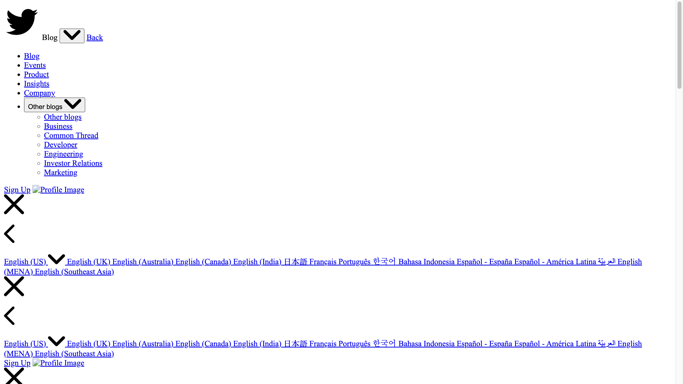 Blog Back
Blog
Events
Product
Insights
Company
Other blogs
Other blogs
Business
Common Thread
Developer
Engineering
Investor Relations
Marketing
Sign Up Profile Image
English (US) English (UK) English (Australia) English (Canada) English (India) 日本語 Français Português 한국어 Bahasa Indonesia Español - España Español - América Latina العربيّة English
(MENA) English (Southeast Asia)
English (US) English (UK) English (Australia) English (Canada) English (India) 日本語 Français Português 한국어 Bahasa Indonesia Español - España Español - América Latina العربيّة English
(MENA) English (Southeast Asia)
Sign Up Profile Image